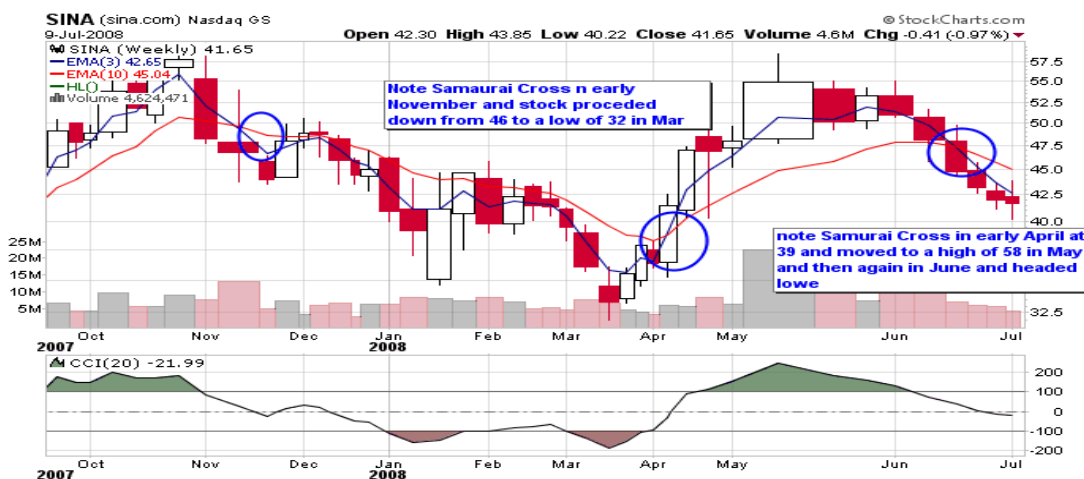 SINA (sina.com) Nasdaq GS
© StockCharts.com
9-Jul-2008
Open 42.30 High 43.85 Low 40.22 Close 41.65 Volume 4.6M Chg -0.41 (-0.97%)
SINA (Weekly) 41.65
EMA(3) 42.65
EMA(10) 45.04
HL()
Volume 4,624,471
Note Samaurai Cross n early
November and stock proceded
down from 46 to a low of 32 in Mar
note Samurai Cross in early April at
39 and moved to a high of 58 in May
and then again in June and headed
lowe
57.5
55.0
52.5
50.0
47.5
45.0
42.5
40.0
32.5
25M
20M
15M
10M
5M
Oct Nov Dec Jan Feb Mar Apr May Jun Jul
2007 2008
CCI(20) -21.99
200
100
0
-100
-200
Oct Nov Dec Jan Feb Mar Apr May Jun Jul
2007 2008